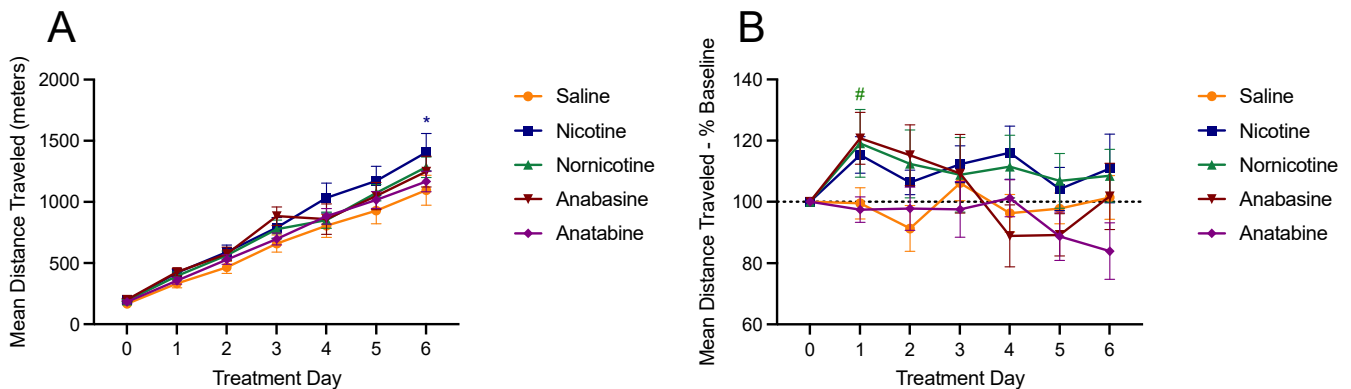 A
Mean Distance Traveled (meters)
2000
1500
1000
500
0
*
0 1 2 3 4 5 6
Treatment Day
Saline
Nicotine
Nornicotine
Anabasine
Anatabine
B
Mean Distance Traveled - % Baseline
140
120
100
80
60
#
0 1 2 3 4 5 6
Treatment Day
Saline
Nicotine
Nornicotine
Anabasine
Anatabine